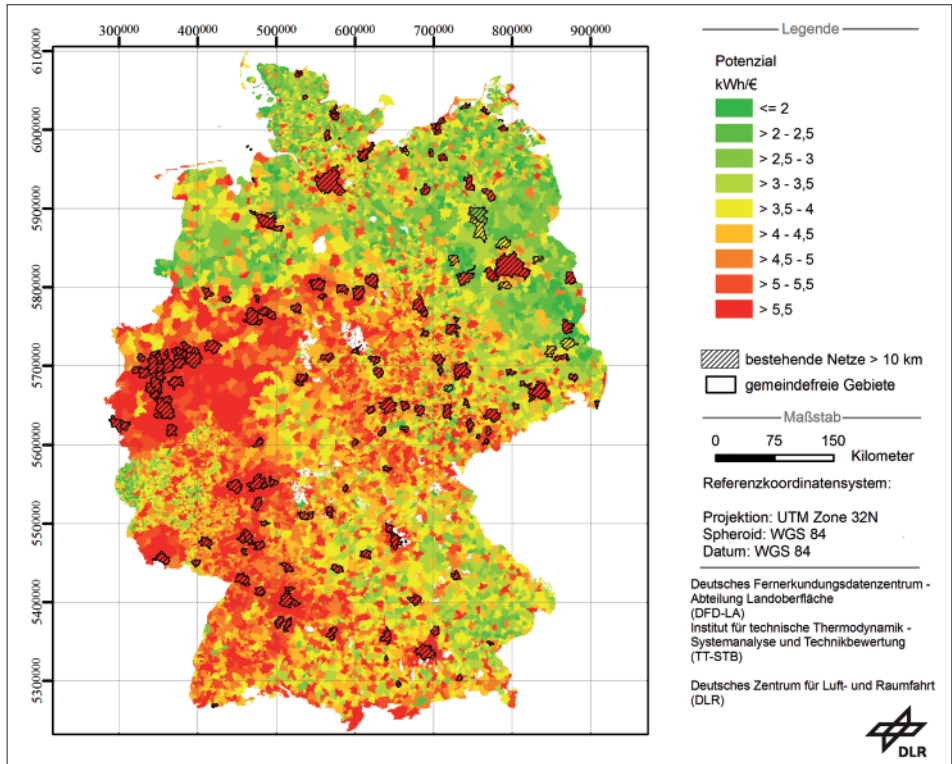 300000 400000 500000 600000 700000 800000 900000
6100000
6000000
5900000
5800000
5700000
5600000
5500000
5400000
5300000
Legende
Potenzial
kWh/€
<= 2
> 2 - 2,5
> 2,5 - 3
> 3 - 3,5
> 3,5 - 4
> 4 - 4,5
> 4,5 - 5
> 5 - 5,5
> 5,5
bestehende Netze > 10 km
gemeindefreie Gebiete
Maßstab
0 75 150
Kilometer
Referenzkoordinatensystem:
Projektion: UTM Zone 32N
Spheroid: WGS 84
Datum: WGS 84
Deutsches Fernerkundungsdatenzentrum -
Abteilung Landoberfläche
(DFD-LA)
Institut für technische Thermodynamik -
Systemanalyse und Technikbewertung
(TT-STB)
Deutsches Zentrum für Luft- und Raumfahrt
(DLR)
DLR